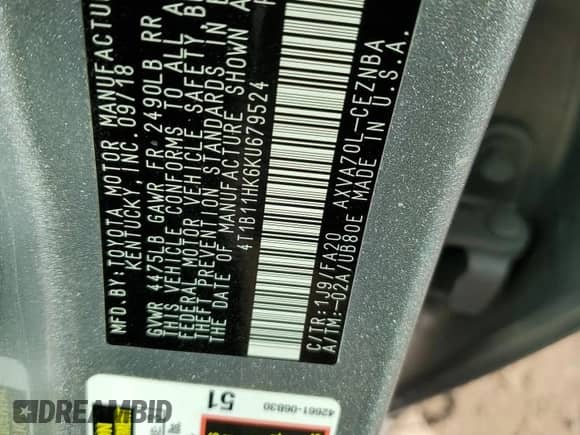 MFD.BY:TOYOTA MOTOR MANUFACTU
KENTUCKY, INC. 09/18
GVWR 4475LB GAWR FR 2490LB RR
THIS VEHICLE CONFORMS TO ALL A
FEDERAL MOTOR VEHICLE SAFETY B
THEFT PREVENTION STANDARDS IN E
THE DATE OF MANUFACTURE SHOWN A
4T1B11HK6KU679524
C/TR:1J9/FA20 AXVA70L-CEZNBA
A/TM:-02A/UB80E MADE IN U.S.A.
42661-06B30
51
DREAMBID